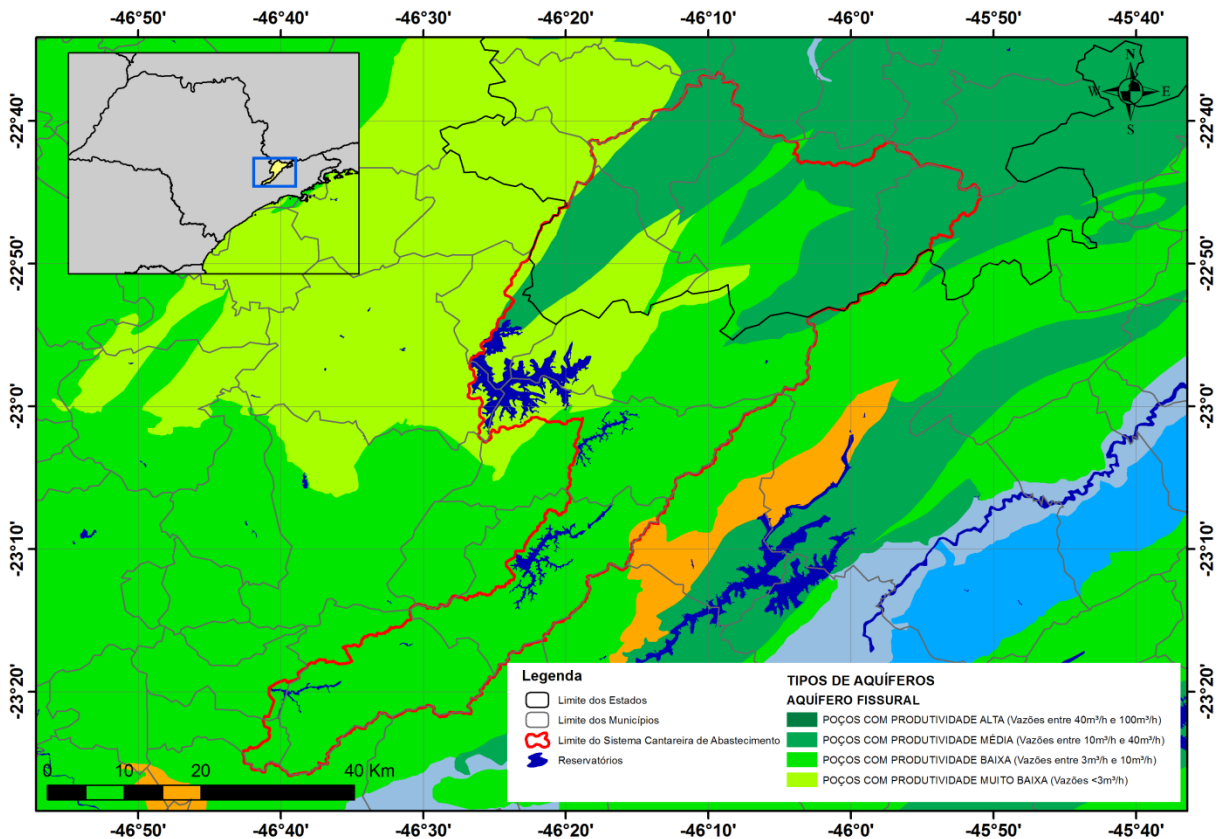 -46°50' -46°40' -46°30' -46°20' -46°10' -46°0' -45°50' -45°40'
N
W E
S
-22°40' -22°40'
-22°50' -22°50'
-23°0' -23°0'
-23°10' -23°10'
-23°20' -23°20'
Legenda
Limite dos Estados
Limite dos Municípios
Limite do Sistema Cantareira de Abastecimento
Reservatórios
TIPOS DE AQUÍFEROS
AQUÍFERO FISSURAL
POÇOS COM PRODUTIVIDADE ALTA (Vazões entre 40m³/h e 100m³/h)
POÇOS COM PRODUTIVIDADE MÉDIA (Vazões entre 10m³/h e 40m³/h)
POÇOS COM PRODUTIVIDADE BAIXA (Vazões entre 3m³/h e 10m³/h)
POÇOS COM PRODUTIVIDADE MUITO BAIXA (Vazões <3m³/h)
0 10 20 40 Km
-46°50' -46°40' -46°30' -46°20' -46°10' -46°0' -45°50' -45°40'